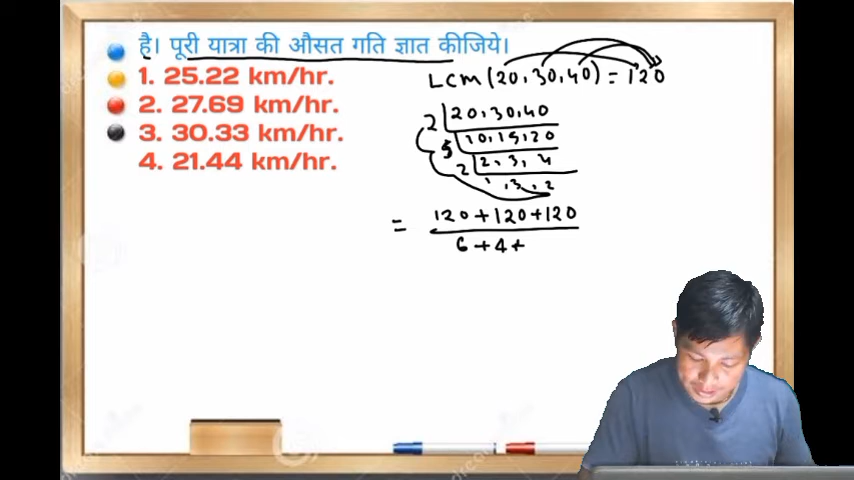 है। पूरी यात्रा की औसत गति ज्ञात कीजिये।
1. 25.22 km/hr.
2. 27.69 km/hr.
3. 30.33 km/hr.
4. 21.44 km/hr.
LCM (20,30,40) = 120
2 20,30,40
5 10,15,20
2 2, 3, 4
1, 3, 2
= 120+120+120
6+4+